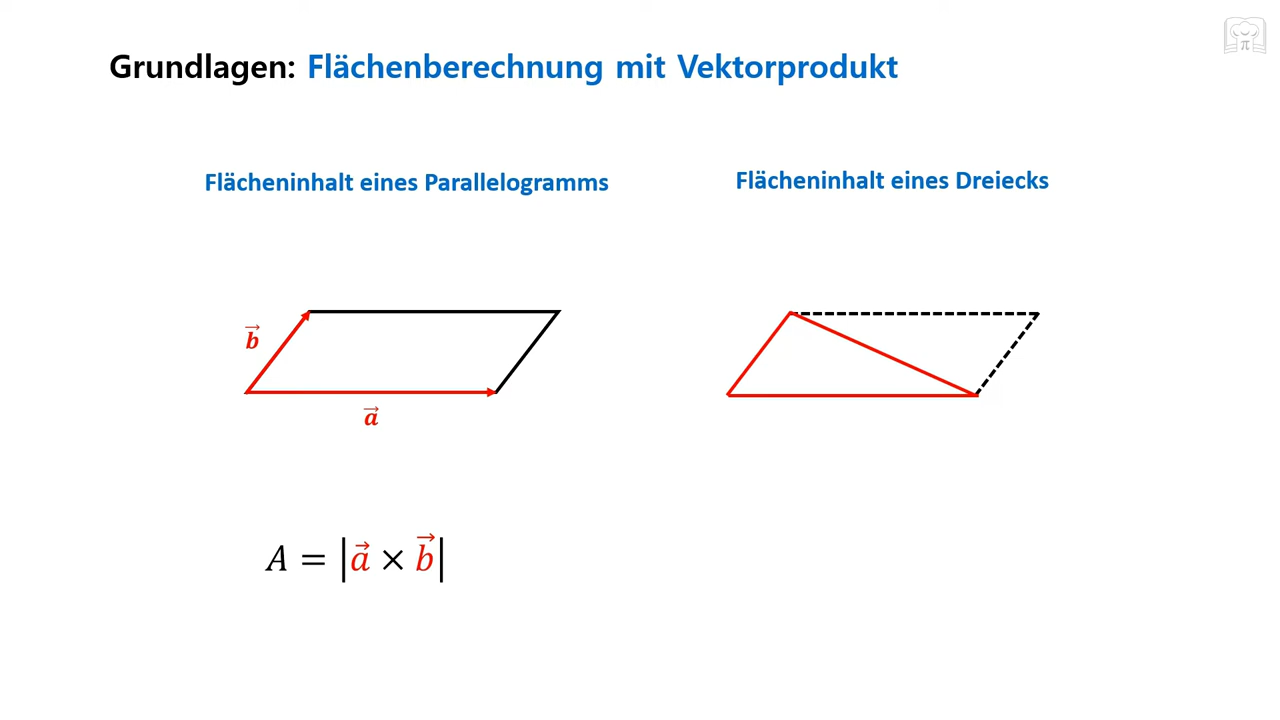 Grundlagen: Flächenberechnung mit Vektorprodukt
Flächeninhalt eines Parallelogramms
Flächeninhalt eines Dreiecks
b⃗
a⃗
A = |a⃗ × b⃗|
π